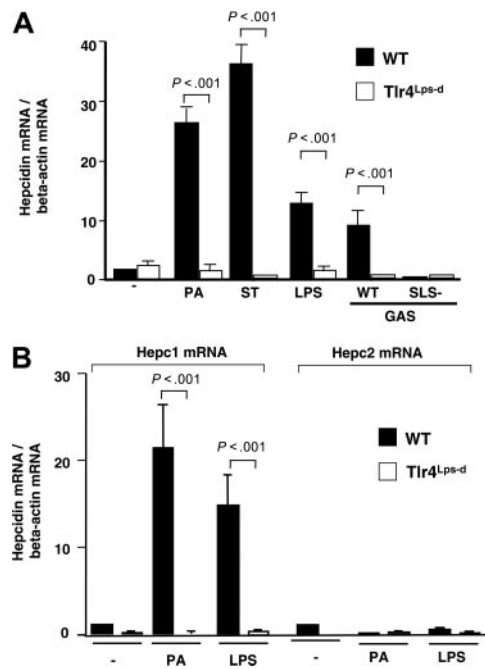 A
P < .001
P < .001
P < .001
P < .001
WT
Tlr4Lps-d
Hepcidin mRNA /
beta-actin mRNA
40
30
20
10
0
- PA ST LPS WT SLS-
GAS
B
Hepc1 mRNA Hepc2 mRNA
P < .001
P < .001
WT
Tlr4Lps-d
Hepcidin mRNA /
beta-actin mRNA
30
20
10
0
- PA LPS - PA LPS